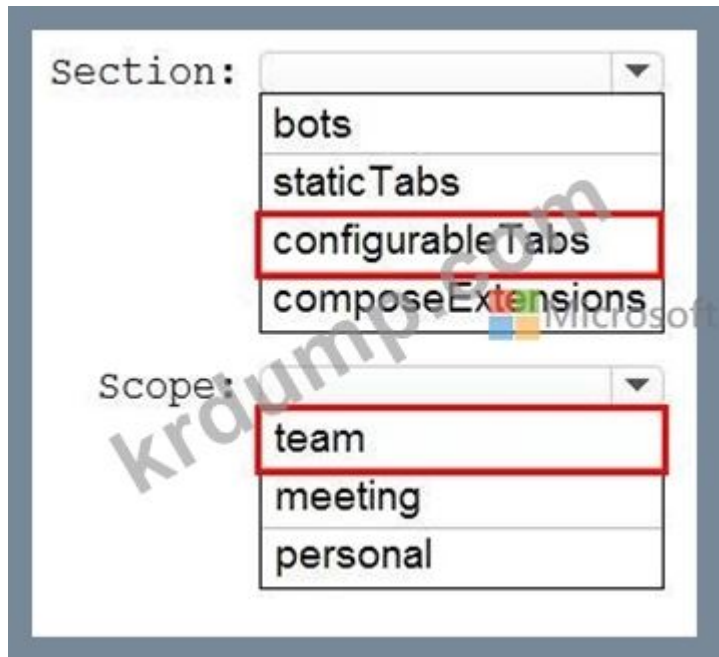 Section:
bots
staticTabs
configurableTabs
composeExtensions
Microsoft
Scope:
team
meeting
personal
krdump.com